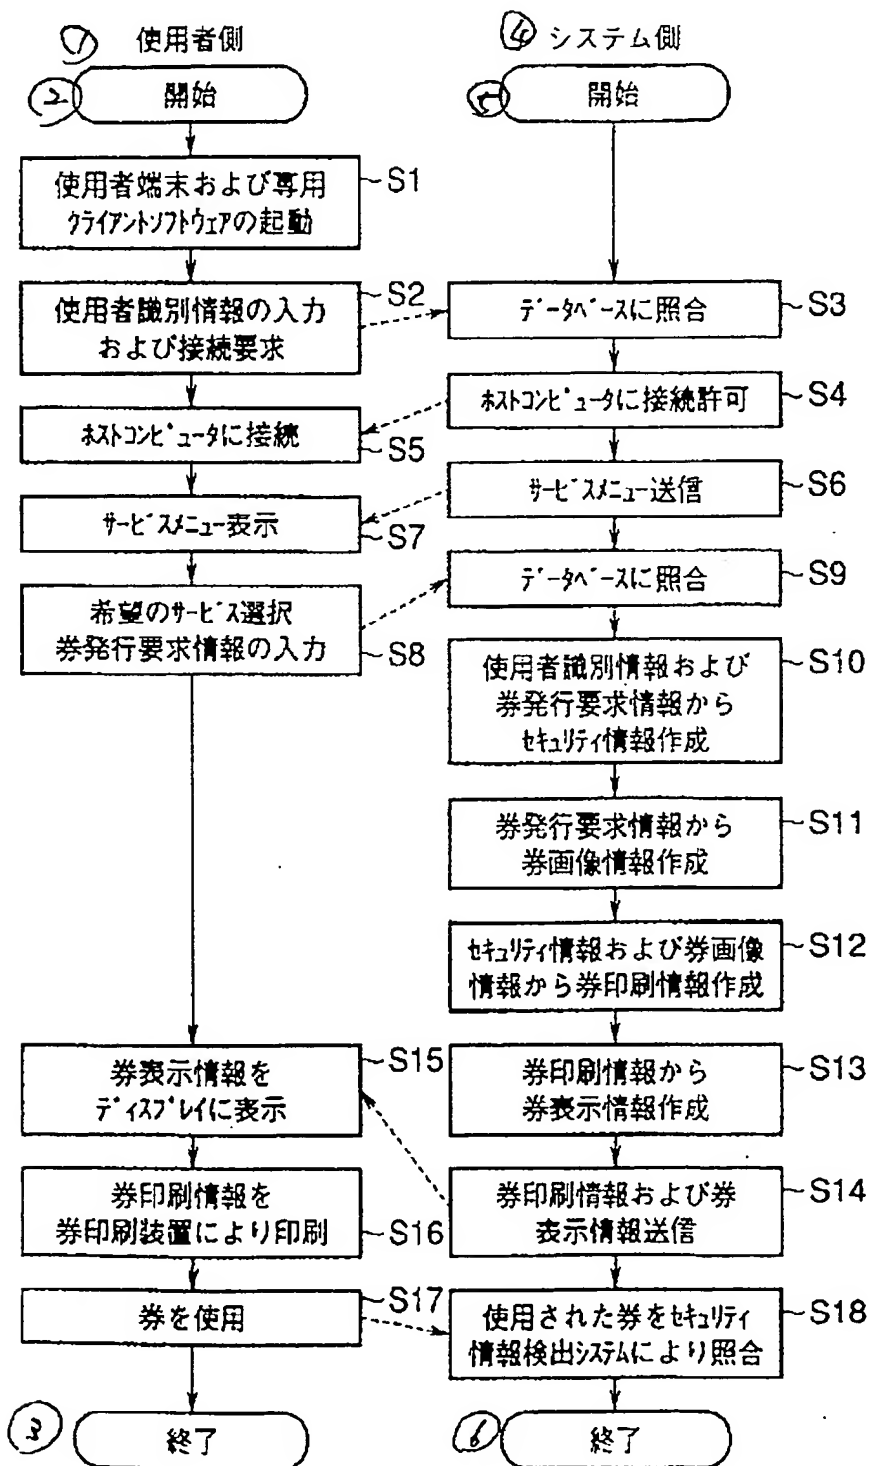 ① 使用者側
② 開始
使用者端末および専用
クライアントソフトウェアの起動
S1
使用者識別情報の入力
および接続要求
S2
ホストコンピュータに接続
S5
サービスメニュー表示
S7
希望のサービス選択
券発行要求情報の入力
S8
券表示情報を
ディスプレイに表示
S15
券印刷情報を
券印刷装置により印刷
S16
券を使用
S17
③ 終了
④ システム側
⑤ 開始
データベースに照合
S3
ホストコンピュータに接続許可
S4
サービスメニュー送信
S6
データベースに照合
S9
使用者識別情報および
券発行要求情報から
セキュリティ情報作成
S10
券発行要求情報から
券画像情報作成
S11
セキュリティ情報および券画像
情報から券印刷情報作成
S12
券印刷情報から
券表示情報作成
S13
券印刷情報および券
表示情報送信
S14
使用された券をセキュリティ
情報検出システムにより照合
S18
⑥ 終了